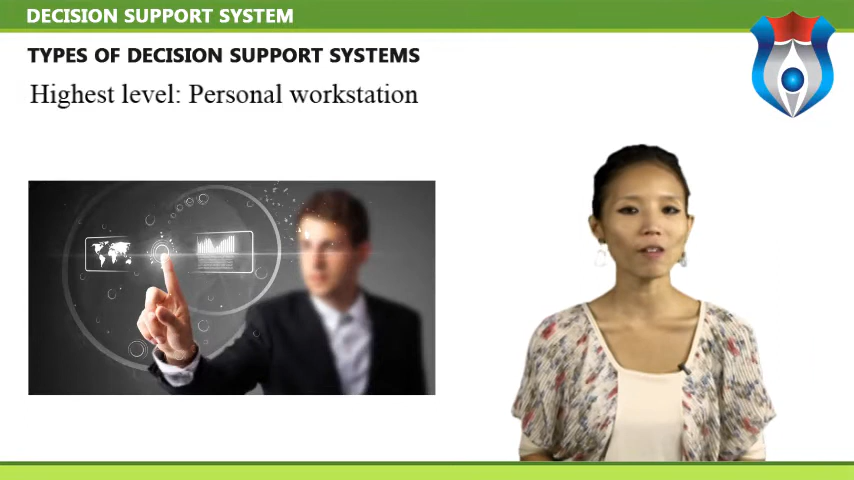 DECISION SUPPORT SYSTEM
TYPES OF DECISION SUPPORT SYSTEMS
Highest level: Personal workstation